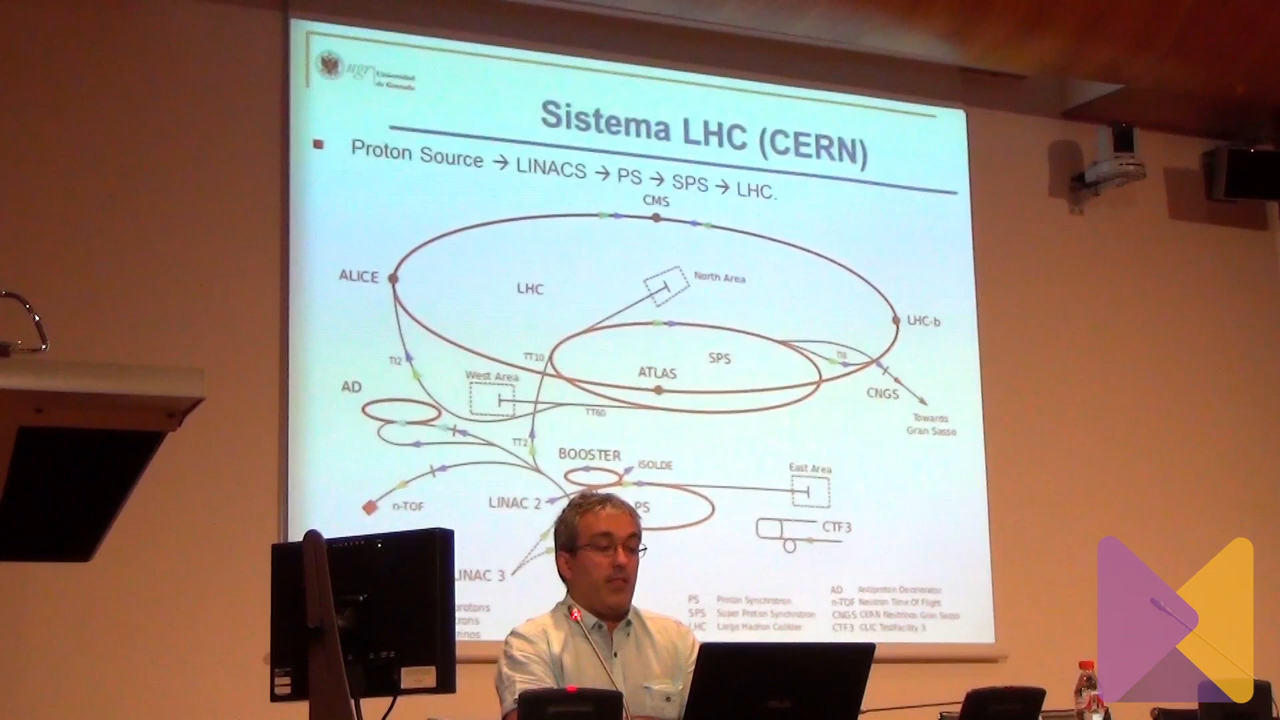 ugr
Universidad
de Granada
Sistema LHC (CERN)
Proton Source → LINACS → PS → SPS → LHC.
CMS
ALICE
LHC
North Area
LHC-b
TT10
SPS
TI8
TI2
ATLAS
West Area
AD
CNGS
TT60
Towards
Gran Sasso
TT2
BOOSTER
ISOLDE
East Area
LINAC 2
PS
n-TOF
CTF3
LINAC 3
protons
PS Proton Synchrotron
SPS Super Proton Synchrotron
LHC Large Hadron Collider
AD Antiproton Decelerator
n-TOF Neutron Time Of Flight
CNGS CERN Neutrinos Gran Sasso
CTF3 CLIC TestFacility 3